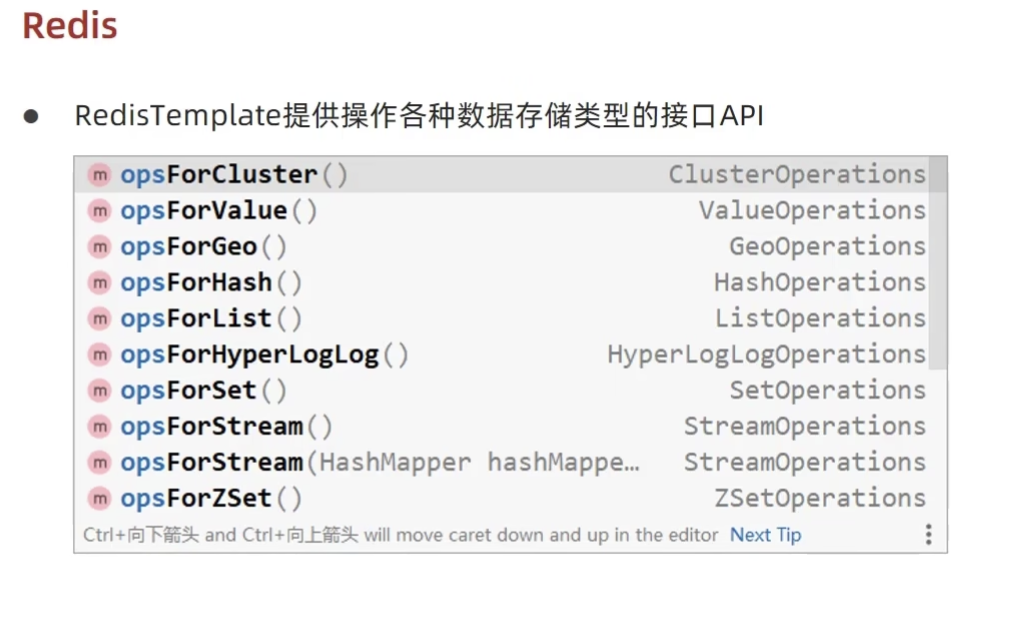 Redis
RedisTemplate提供操作各种数据存储类型的接口API
opsForCluster() ClusterOperations
opsForValue() ValueOperations
opsForGeo() GeoOperations
opsForHash() HashOperations
opsForList() ListOperations
opsForHyperLogLog() HyperLogLogOperations
opsForSet() SetOperations
opsForStream() StreamOperations
opsForStream(HashMapper hashMappe… StreamOperations
opsForZSet() ZSetOperations
Ctrl+向下箭头 and Ctrl+向上箭头 will move caret down and up in the editor Next Tip